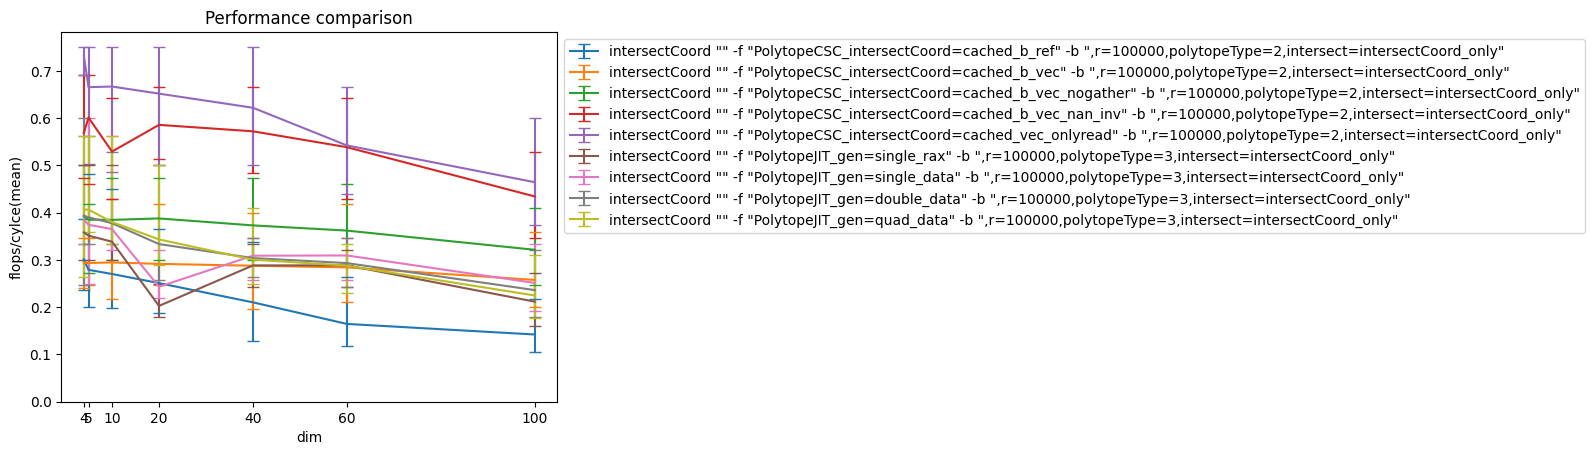 Performance comparison
flops/cylce(mean)
0.7
0.6
0.5
0.4
0.3
0.2
0.1
0.0
4 5 10 20 40 60 100
dim
intersectCoord "" -f "PolytopeCSC_intersectCoord=cached_b_ref" -b ",r=100000,polytopeType=2,intersect=intersectCoord_only"
intersectCoord "" -f "PolytopeCSC_intersectCoord=cached_b_vec" -b ",r=100000,polytopeType=2,intersect=intersectCoord_only"
intersectCoord "" -f "PolytopeCSC_intersectCoord=cached_b_vec_nogather" -b ",r=100000,polytopeType=2,intersect=intersectCoord_only"
intersectCoord "" -f "PolytopeCSC_intersectCoord=cached_b_vec_nan_inv" -b ",r=100000,polytopeType=2,intersect=intersectCoord_only"
intersectCoord "" -f "PolytopeCSC_intersectCoord=cached_vec_onlyread" -b ",r=100000,polytopeType=2,intersect=intersectCoord_only"
intersectCoord "" -f "PolytopeJIT_gen=single_rax" -b ",r=100000,polytopeType=3,intersect=intersectCoord_only"
intersectCoord "" -f "PolytopeJIT_gen=single_data" -b ",r=100000,polytopeType=3,intersect=intersectCoord_only"
intersectCoord "" -f "PolytopeJIT_gen=double_data" -b ",r=100000,polytopeType=3,intersect=intersectCoord_only"
intersectCoord "" -f "PolytopeJIT_gen=quad_data" -b ",r=100000,polytopeType=3,intersect=intersectCoord_only"